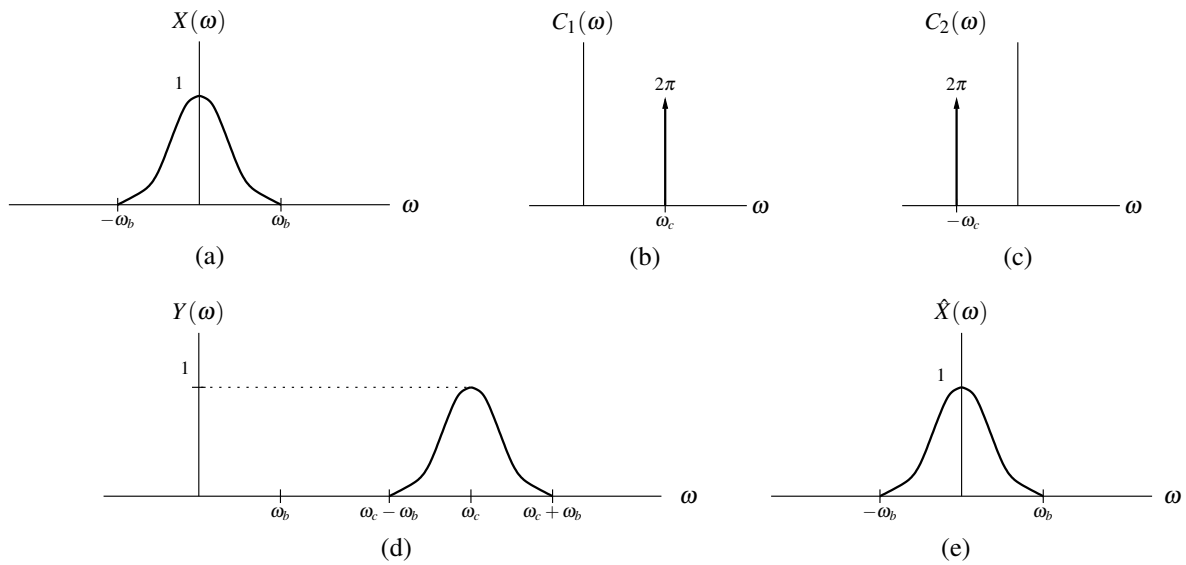 X(ω)
1
−ω_b
ω_b
ω
(a)
C_1(ω)
2π
ω_c
ω
(b)
C_2(ω)
2π
−ω_c
ω
(c)
Y(ω)
1
ω_b
ω_c − ω_b
ω_c
ω_c + ω_b
ω
(d)
X̂(ω)
1
−ω_b
ω_b
ω
(e)